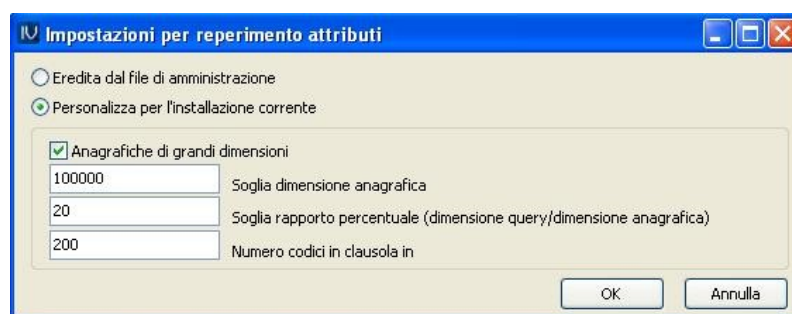 Impostazioni per reperimento attributi
Eredita dal file di amministrazione
Personalizza per l'installazione corrente
Anagrafiche di grandi dimensioni
100000 Soglia dimensione anagrafica
20 Soglia rapporto percentuale (dimensione query/dimensione anagrafica)
200 Numero codici in clausola in
OK Annulla